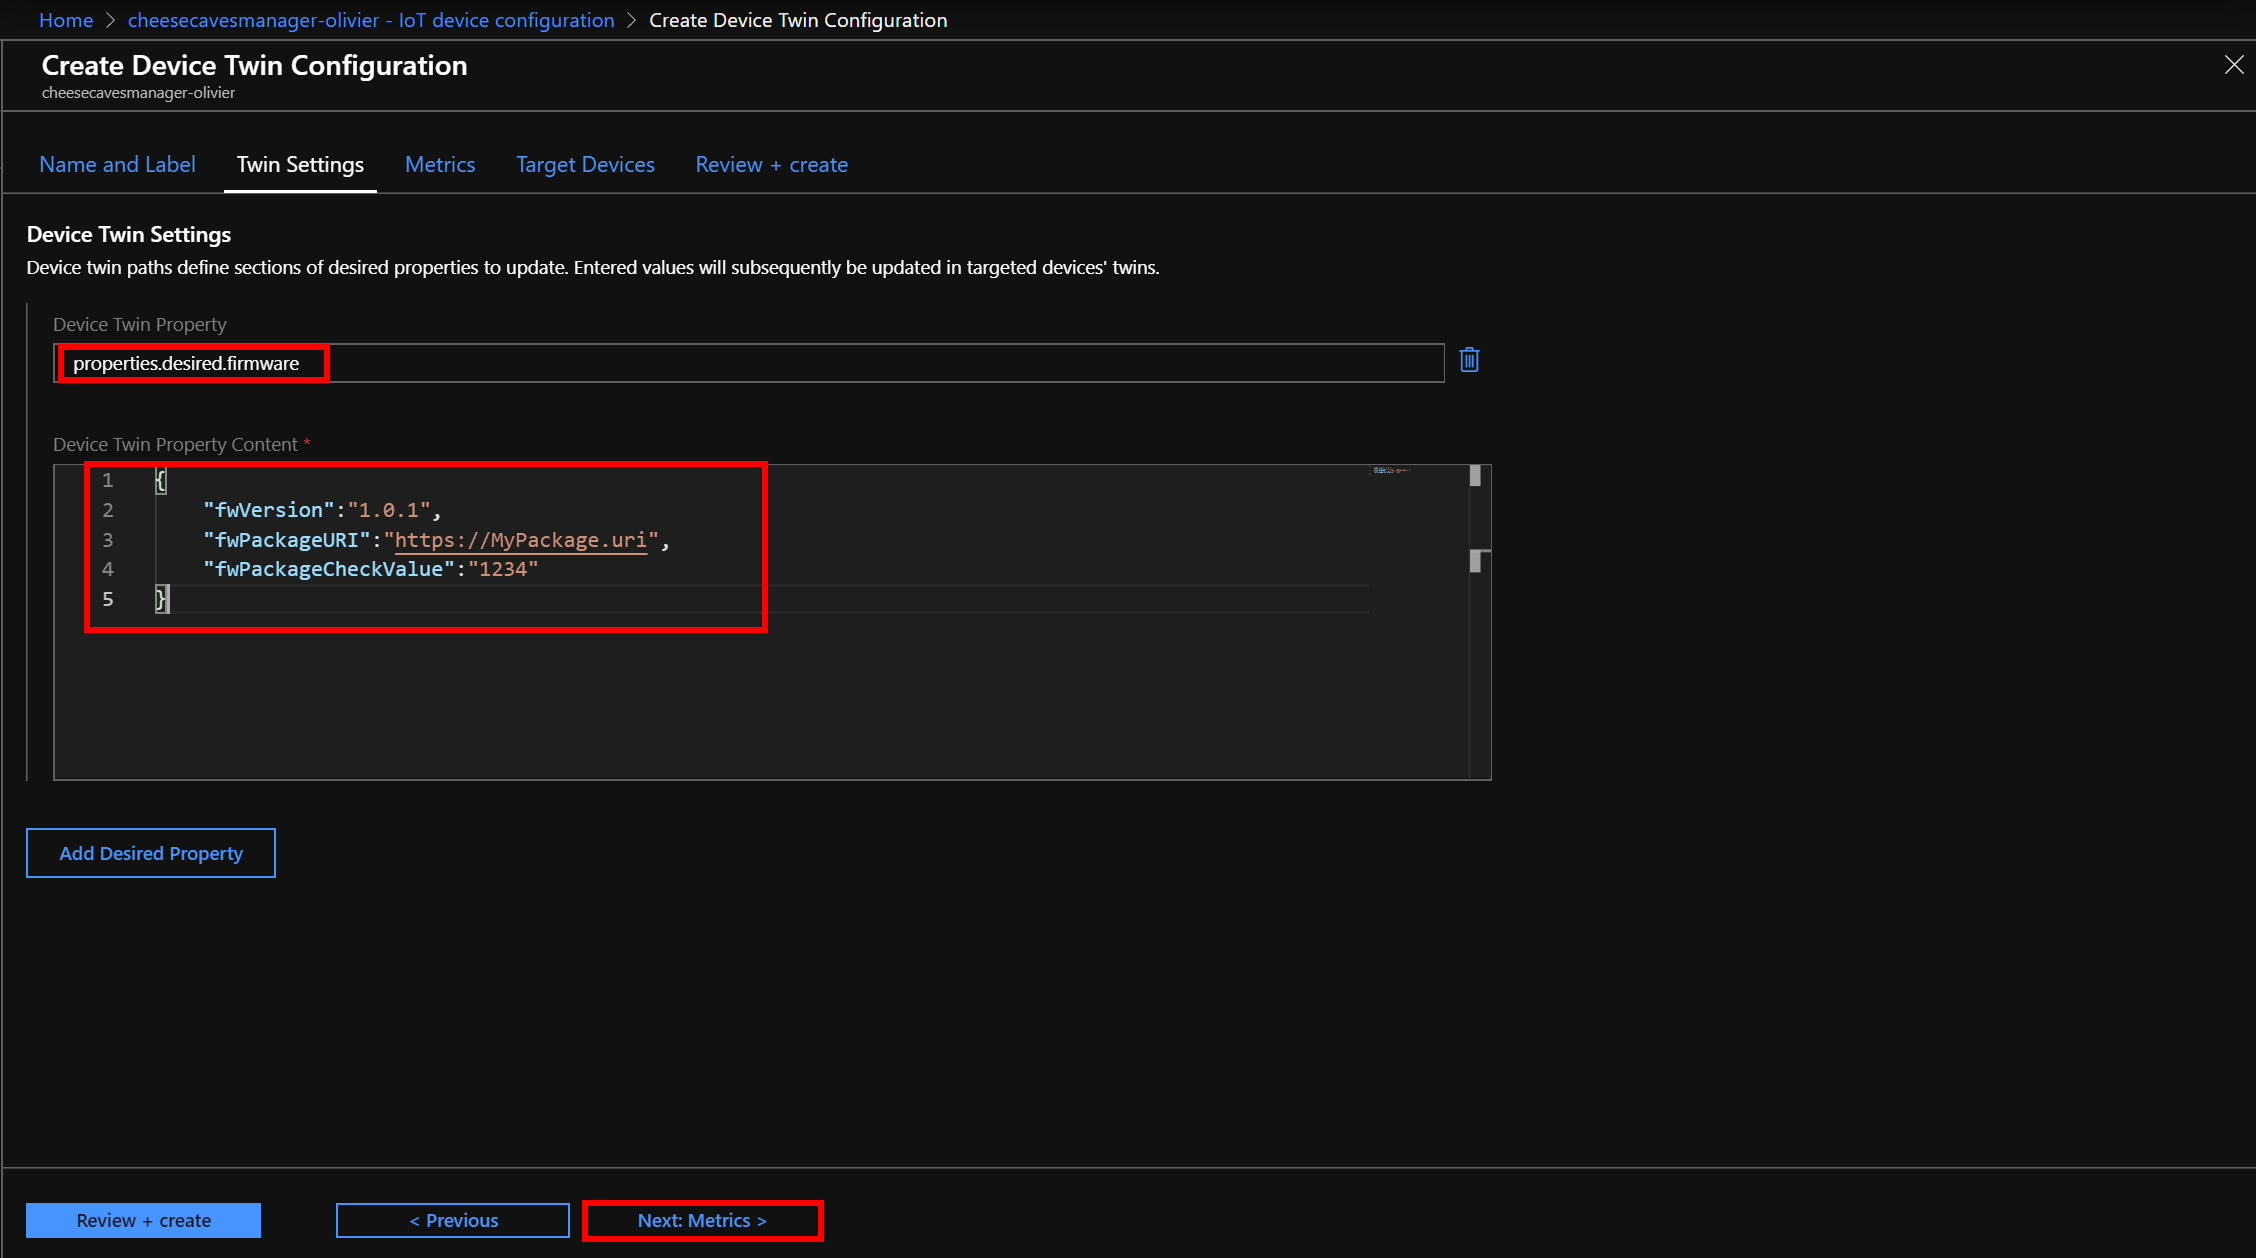 Home > cheesecavesmanager-olivier - IoT device configuration > Create Device Twin Configuration
Create Device Twin Configuration
cheesecavesmanager-olivier
Name and Label Twin Settings Metrics Target Devices Review + create
Device Twin Settings
Device twin paths define sections of desired properties to update. Entered values will subsequently be updated in targeted devices' twins.
Device Twin Property
properties.desired.firmware
Device Twin Property Content *
1 {
2 "fwVersion":"1.0.1",
3 "fwPackageURI":"https://MyPackage.uri",
4 "fwPackageCheckValue":"1234"
5 }
Add Desired Property
Review + create < Previous Next: Metrics >